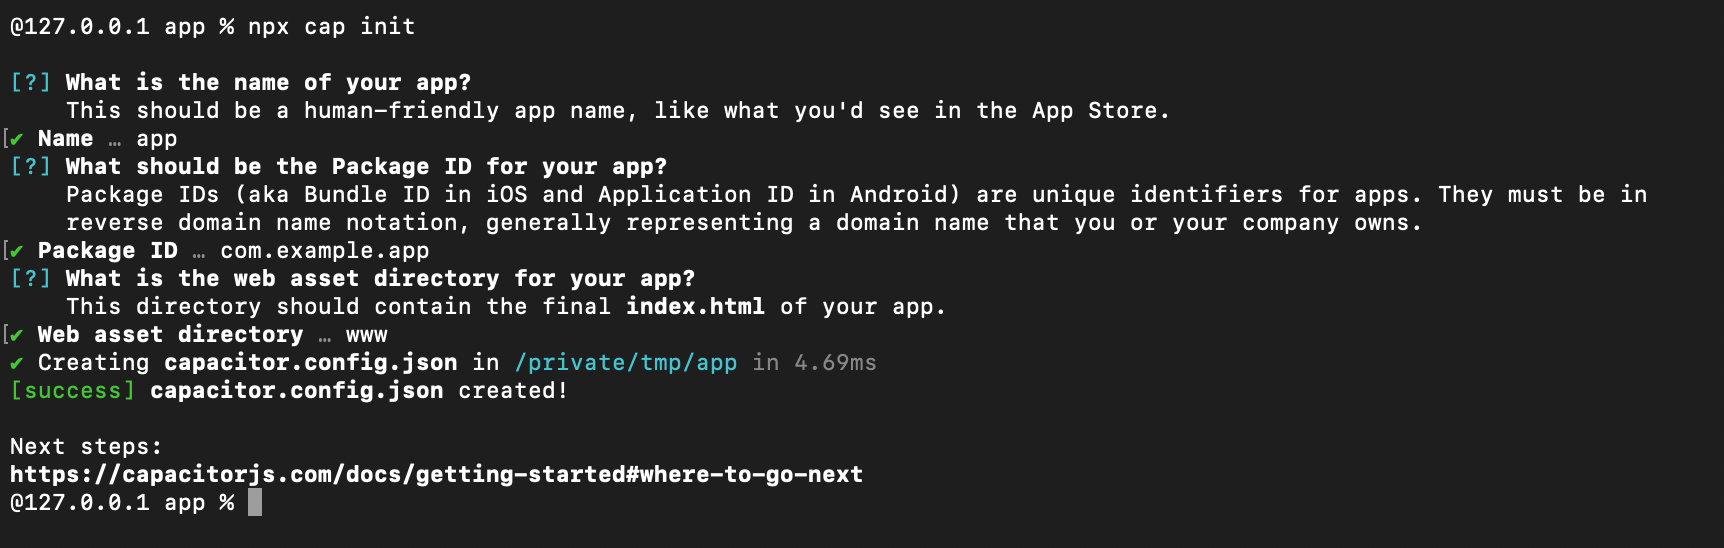 @127.0.0.1 app % npx cap init
[?] What is the name of your app?
This should be a human-friendly app name, like what you'd see in the App Store.
[✔ Name … app
[?] What should be the Package ID for your app?
Package IDs (aka Bundle ID in iOS and Application ID in Android) are unique identifiers for apps. They must be in
reverse domain name notation, generally representing a domain name that you or your company owns.
[✔ Package ID … com.example.app
[?] What is the web asset directory for your app?
This directory should contain the final index.html of your app.
[✔ Web asset directory … www
✔ Creating capacitor.config.json in /private/tmp/app in 4.69ms
[success] capacitor.config.json created!
Next steps:
https://capacitorjs.com/docs/getting-started#where-to-go-next
@127.0.0.1 app %